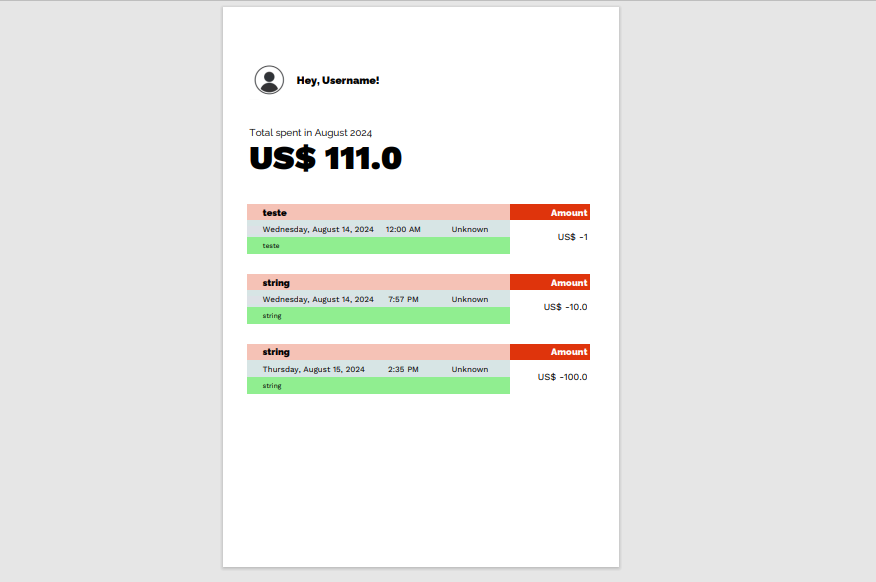 Hey, Username!
Total spent in August 2024
US$ 111.0
teste Amount
Wednesday, August 14, 2024 12:00 AM Unknown
US$ -1
teste
string Amount
Wednesday, August 14, 2024 7:57 PM Unknown
US$ -10.0
string
string Amount
Thursday, August 15, 2024 2:35 PM Unknown
US$ -100.0
string